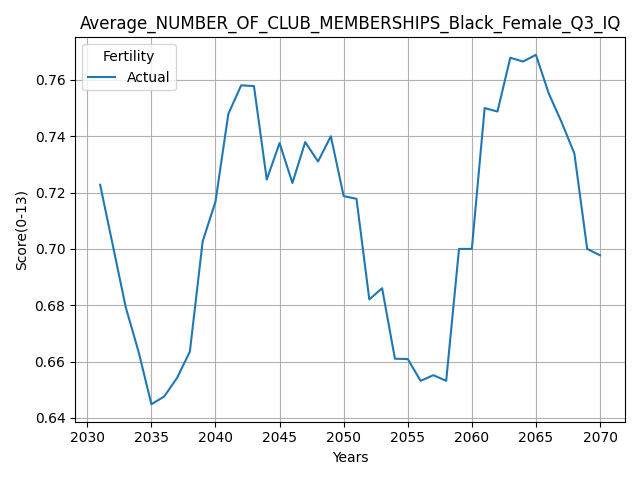 Average_NUMBER_OF_CLUB_MEMBERSHIPS_Black_Female_Q3_IQ
Fertility
Actual
Score(0-13)
0.76
0.74
0.72
0.70
0.68
0.66
0.64
2030 2035 2040 2045 2050 2055 2060 2065 2070
Years